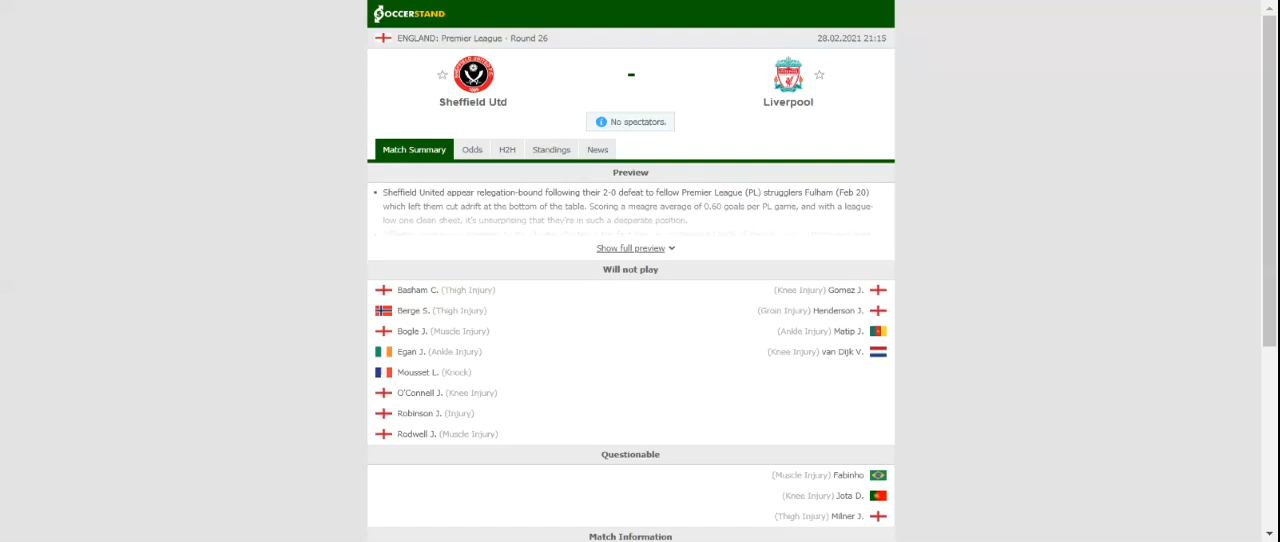 SOCCERSTAND
ENGLAND: Premier League - Round 26 28.02.2021 21:15
Sheffield Utd - Liverpool
No spectators.
Match Summary Odds H2H Standings News
Preview
Sheffield United appear relegation-bound following their 2-0 defeat to fellow Premier League (PL) strugglers Fulham (Feb 20)
which left them cut adrift at the bottom of the table. Scoring a meagre average of 0.60 goals per PL game, and with a league-
low one clean sheet, it's unsurprising that they're in such a desperate position.
Show full preview
Will not play
Basham C. (Thigh Injury) (Knee Injury) Gomez J.
Berge S. (Thigh Injury) (Groin Injury) Henderson J.
Bogle J. (Muscle Injury) (Ankle Injury) Matip J.
Egan J. (Ankle Injury) (Knee Injury) van Dijk V.
Mousset L. (Knock)
O'Connell J. (Knee Injury)
Robinson J. (Injury)
Rodwell J. (Muscle Injury)
Questionable
(Muscle Injury) Fabinho
(Knee Injury) Jota D.
(Thigh Injury) Milner J.
Match Information